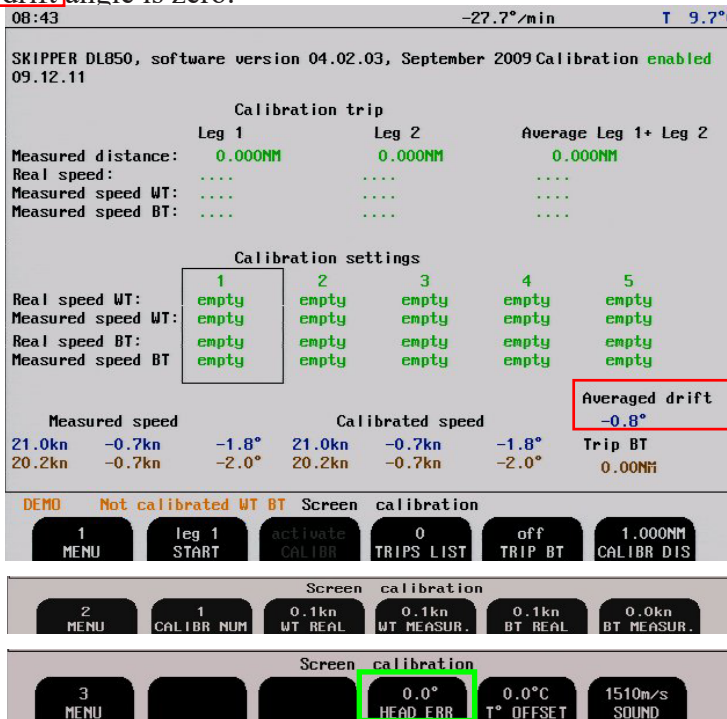 drift angle is zero.
08:43 -27.7°/min T 9.7°
SKIPPER DL850, software version 04.02.03, September 2009 Calibration enabled
09.12.11
Calibration trip
Leg 1 Leg 2 Average Leg 1+ Leg 2
Measured distance: 0.000NM 0.000NM 0.000NM
Real speed: .... .... ....
Measured speed WT: .... .... ....
Measured speed BT: .... .... ....
Calibration settings
1 2 3 4 5
Real speed WT: empty empty empty empty empty
Measured speed WT: empty empty empty empty empty
Real speed BT: empty empty empty empty empty
Measured speed BT empty empty empty empty empty
Averaged drift
Measured speed Calibrated speed -0.8°
21.0kn -0.7kn -1.8° 21.0kn -0.7kn -1.8° Trip BT
20.2kn -0.7kn -2.0° 20.2kn -0.7kn -2.0° 0.00NM
DEMO Not calibrated WT BT Screen calibration
1 leg 1 activate 0 off 1.000NM
MENU START CALIBR TRIPS LIST TRIP BT CALIBR DIS
Screen calibration
2 1 0.1kn 0.1kn 0.1kn 0.0kn
MENU CALIBR NUM WT REAL WT MEASUR. BT REAL BT MEASUR.
Screen calibration
3 0.0° 0.0°C 1510m/s
MENU HEAD ERR T° OFFSET SOUND